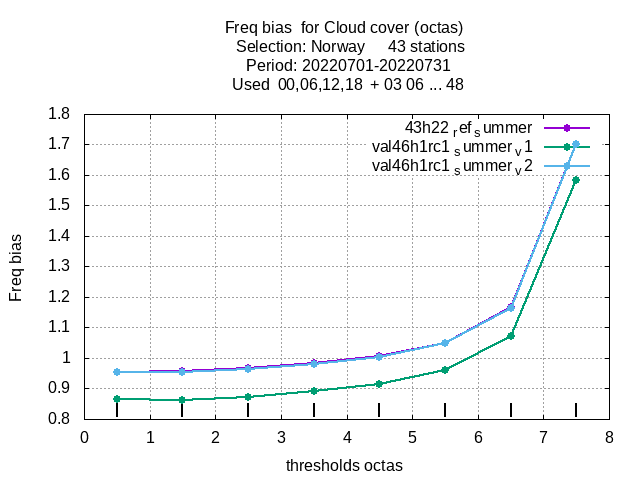 Freq bias  for Cloud cover (octas)
Selection: Norway     43 stations
Period: 20220701-20220731
Used  00,06,12,18  + 03 06 ... 48
43h22 ref summer
val46h1rc1 summer v1
val46h1rc1 summer v2
1.8
1.7
1.6
1.5
1.4
1.3
1.2
1.1
1
0.9
0.8
Freq bias
0 1 2 3 4 5 6 7 8
thresholds octas